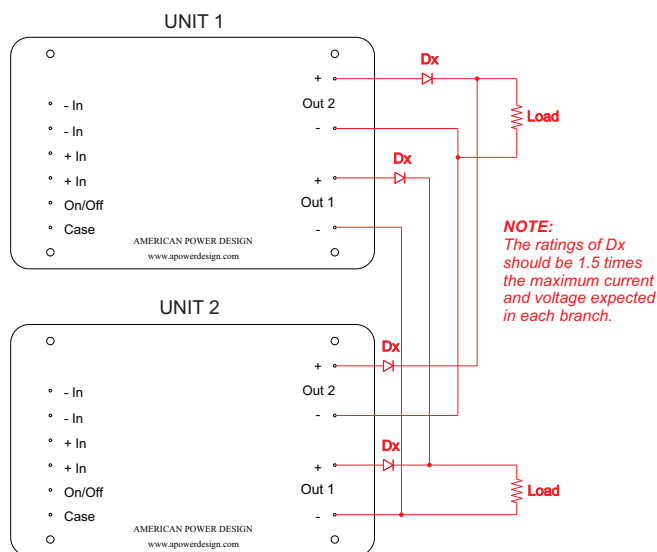 UNIT 1
+
Out 2
-
+
Out 1
-
- In
- In
+ In
+ In
On/Off
Case
AMERICAN POWER DESIGN
www.apowerdesign.com
Dx
Load
Dx
NOTE:
The ratings of Dx
should be 1.5 times
the maximum current
and voltage expected
in each branch.
UNIT 2
+
Out 2
-
+
Out 1
-
- In
- In
+ In
+ In
On/Off
Case
AMERICAN POWER DESIGN
www.apowerdesign.com
Dx
Dx
Load